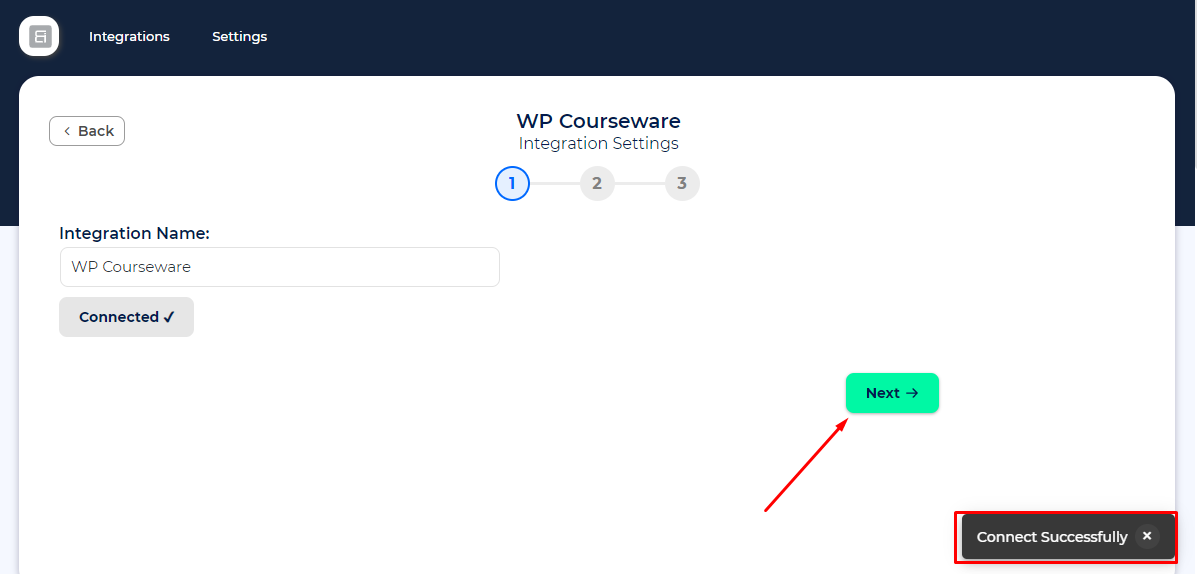 Integrations
Settings
Back
WP Courseware
Integration Settings
1
2
3
Integration Name:
WP Courseware
Connected ✓
Next →
Connect Successfully ×